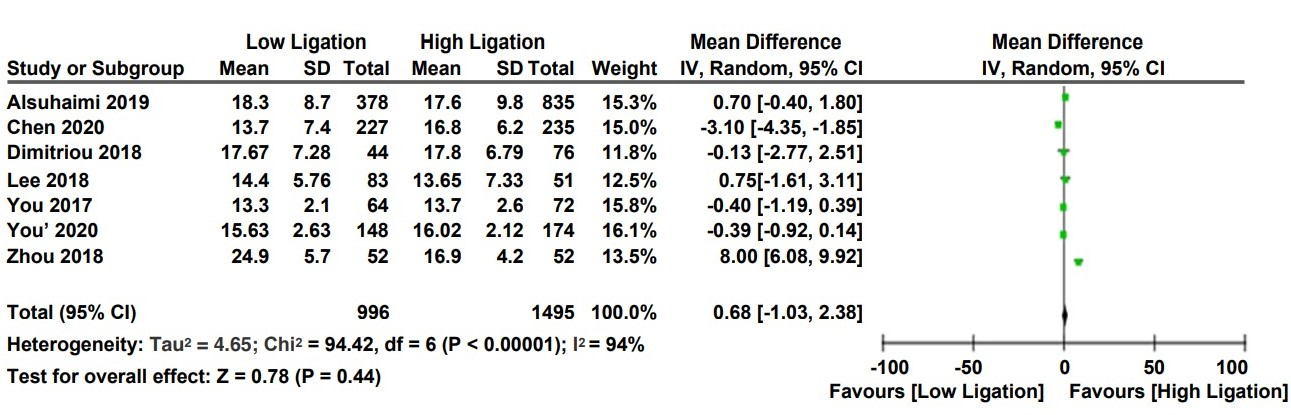 Low Ligation High Ligation Mean Difference Mean Difference
Study or Subgroup Mean SD Total Mean SD Total Weight IV, Random, 95% CI IV, Random, 95% CI
Alsuhaimi 2019 18.3 8.7 378 17.6 9.8 835 15.3% 0.70 [-0.40, 1.80]
Chen 2020 13.7 7.4 227 16.8 6.2 235 15.0% -3.10 [-4.35, -1.85]
Dimitriou 2018 17.67 7.28 44 17.8 6.79 76 11.8% -0.13 [-2.77, 2.51]
Lee 2018 14.4 5.76 83 13.65 7.33 51 12.5% 0.75[-1.61, 3.11]
You 2017 13.3 2.1 64 13.7 2.6 72 15.8% -0.40 [-1.19, 0.39]
You’ 2020 15.63 2.63 148 16.02 2.12 174 16.1% -0.39 [-0.92, 0.14]
Zhou 2018 24.9 5.7 52 16.9 4.2 52 13.5% 8.00 [6.08, 9.92]
Total (95% CI) 996 1495 100.0% 0.68 [-1.03, 2.38]
Heterogeneity: Tau² = 4.65; Chi² = 94.42, df = 6 (P < 0.00001); I² = 94%
Test for overall effect: Z = 0.78 (P = 0.44)
-100 -50 0 50 100
Favours [Low Ligation] Favours [High Ligation]